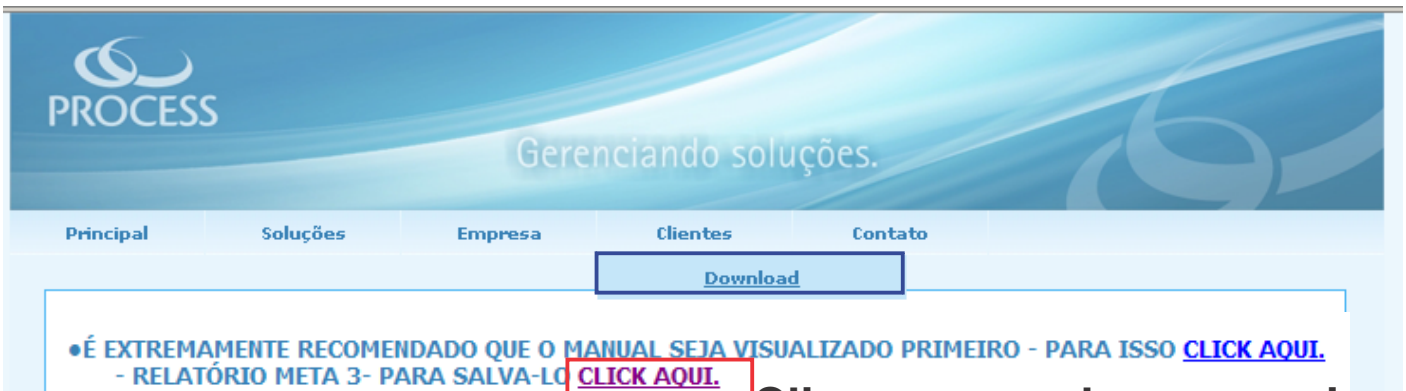 PROCESS
Gerenciando soluções.
Principal Soluções Empresa Clientes Contato
Download
•É EXTREMAMENTE RECOMENDADO QUE O MANUAL SEJA VISUALIZADO PRIMEIRO - PARA ISSO CLICK AQUI.
- RELATÓRIO META 3- PARA SALVA-LO CLICK AQUI.